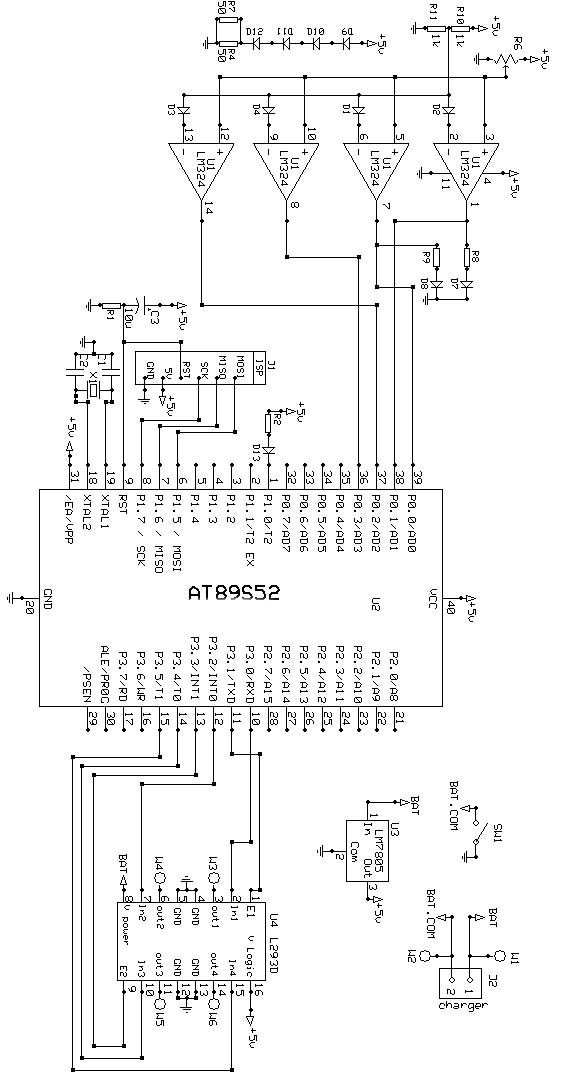 R7
50
R4
50
D12
D11
D10
D9
+5v
R11
1k
R10
1k
+5v
R6
+5v
D3
D4
D1
D2
13
12
9
10
6
5
2
3
U1
LM324
14
U1
LM324
8
U1
LM324
7
U1
LM324
1
11
4
+5v
R9
R8
D8
D7
R1
10u
C3
+5v
C2
C1
X1
J1
ISP
GND
5v
RST
SCK
MISO
MOSI
+5v
+5v
R2
D13
+5v
31
18
19
9
8
7
6
5
4
3
2
1
32
33
34
35
36
37
38
39
/EA/VPP
XTAL2
XTAL1
RST
P1.7 / SCK
P1.6 / MISO
P1.5 / MOSI
P1.4
P1.3
P1.2
P1.1/T2 EX
P1.0/T2
P0.7/AD7
P0.6/AD6
P0.5/AD5
P0.4/AD4
P0.3/AD3
P0.2/AD2
P0.1/AD1
P0.0/AD0
GND
20
AT89S52
U2
VCC
40
+5v
/PSEN
ALE/PROG
P3.7/RD
P3.6/WR
P3.5/T1
P3.4/T0
P3.3/INT1
P3.2/INT0
P3.1/TXD
P3.0/RXD
P2.7/A15
P2.6/A14
P2.5/A13
P2.4/A12
P2.3/A11
P2.2/A10
P2.1/A9
P2.0/A8
29
30
17
16
15
14
13
12
11
10
28
27
26
25
24
23
22
21
BAT
U3
1
In
LM7805
Com
2
Out
3
+5v
BAT.COM
SW1
BAT
BAT.COM
W1
W2
J2
1
2
charger
BAT
W4
W3
8
7
6
5
4
3
2
1
V power
In2
out2
GND
GND
out1
In1
E1
U4 L293D
E2
In3
out3
GND
GND
out4
In4
V Logic
9
10
11
12
13
14
15
16
W5
W6
+5v